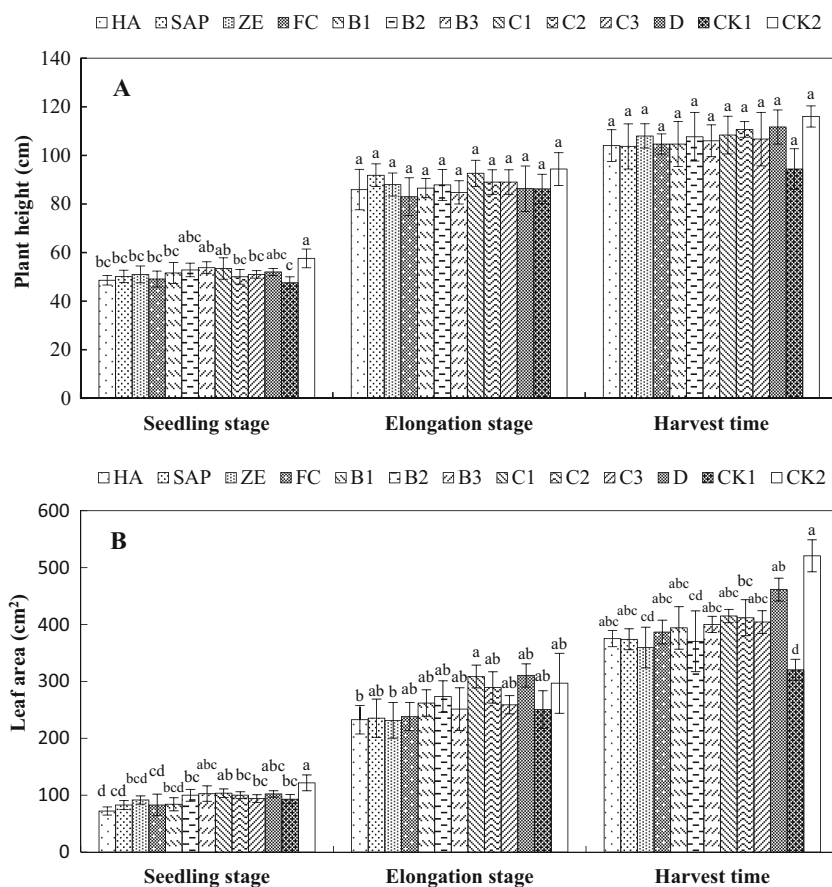 HA SAP ZE FC B1 B2 B3 C1 C2 C3 D CK1 CK2
A
Plant height (cm)
140
120
100
80
60
40
20
0
bc bc bc bc bc abc ab ab bc bc abc c a
a a a a a a a a a a a a a
a a a a a a a a a a a a a
Seedling stage Elongation stage Harvest time
HA SAP ZE FC B1 B2 B3 C1 C2 C3 D CK1 CK2
B
Leaf area (cm²)
600
500
400
300
200
100
0
d cd bcd cd bcd bc abc ab bc bc abc bc a
b ab b ab ab ab ab a ab ab ab ab ab
abc abc cd abc abc cd abc abc bc abc ab d a
Seedling stage Elongation stage Harvest time